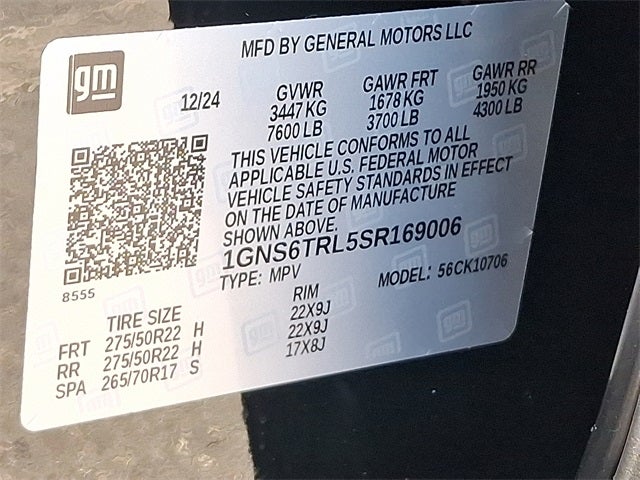 gm
MFD BY GENERAL MOTORS LLC
12/24 GVWR GAWR FRT GAWR RR
3447 KG 1678 KG 1950 KG
7600 LB 3700 LB 4300 LB
THIS VEHICLE CONFORMS TO ALL
APPLICABLE U.S. FEDERAL MOTOR
VEHICLE SAFETY STANDARDS IN EFFECT
ON THE DATE OF MANUFACTURE
SHOWN ABOVE.
1GNS6TRL5SR169006
8555 TYPE: MPV MODEL: 56CK10706
TIRE SIZE RIM
FRT 275/50R22 H 22X9J
RR 275/50R22 H 22X9J
SPA 265/70R17 S 17X8J